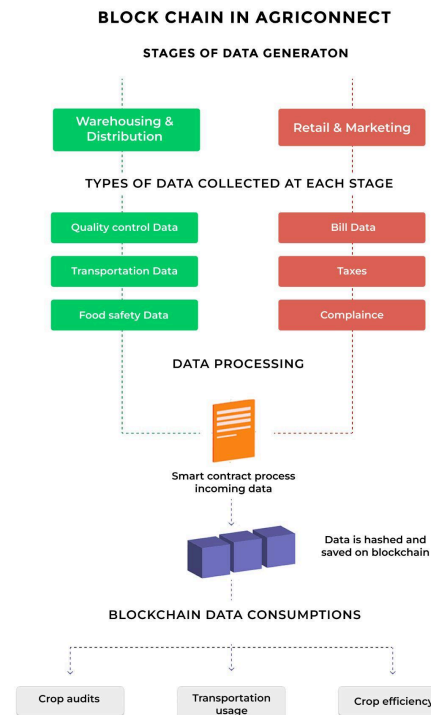 BLOCK CHAIN IN AGRICONNECT
STAGES OF DATA GENERATON
Warehousing &
Distribution
Retail & Marketing
TYPES OF DATA COLLECTED AT EACH STAGE
Quality control Data
Bill Data
Transportation Data
Taxes
Food safety Data
Complaince
DATA PROCESSING
Smart contract process
incoming data
Data is hashed and
saved on blockchain
BLOCKCHAIN DATA CONSUMPTIONS
Crop audits
Transportation
usage
Crop efficiency